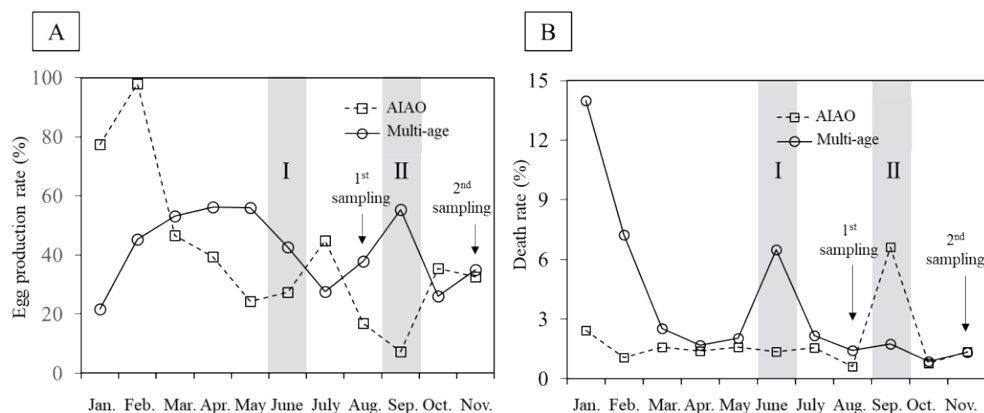 A
Egg production rate (%)
100
80
60
40
20
0
AIAO
Multi-age
I
II
1st
sampling
2nd
sampling
Jan. Feb. Mar. Apr. May June July Aug. Sep. Oct. Nov.
B
Death rate (%)
15
12
9
6
3
0
AIAO
Multi-age
I
II
1st
sampling
2nd
sampling
Jan. Feb. Mar. Apr. May June July Aug. Sep. Oct. Nov.